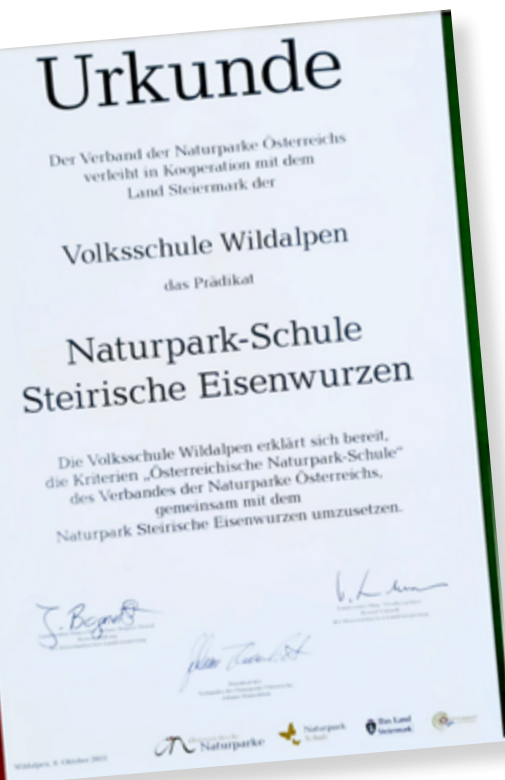 Urkunde
Der Verband der Naturparke Österreichs
verleiht in Kooperation mit dem
Land Steiermark der
Volksschule Wildalpen
das Prädikat
Naturpark-Schule
Steirische Eisenwurzen
Die Volksschule Wildalpen erklärt sich bereit,
die Kriterien „Österreichische Naturpark-Schule“
des Verbandes der Naturparke Österreichs,
gemeinsam mit dem
Naturpark Steirische Eisenwurzen umzusetzen.
Naturparke
Naturpark
Das Land
Steiermark
Wildalpen, Oktober